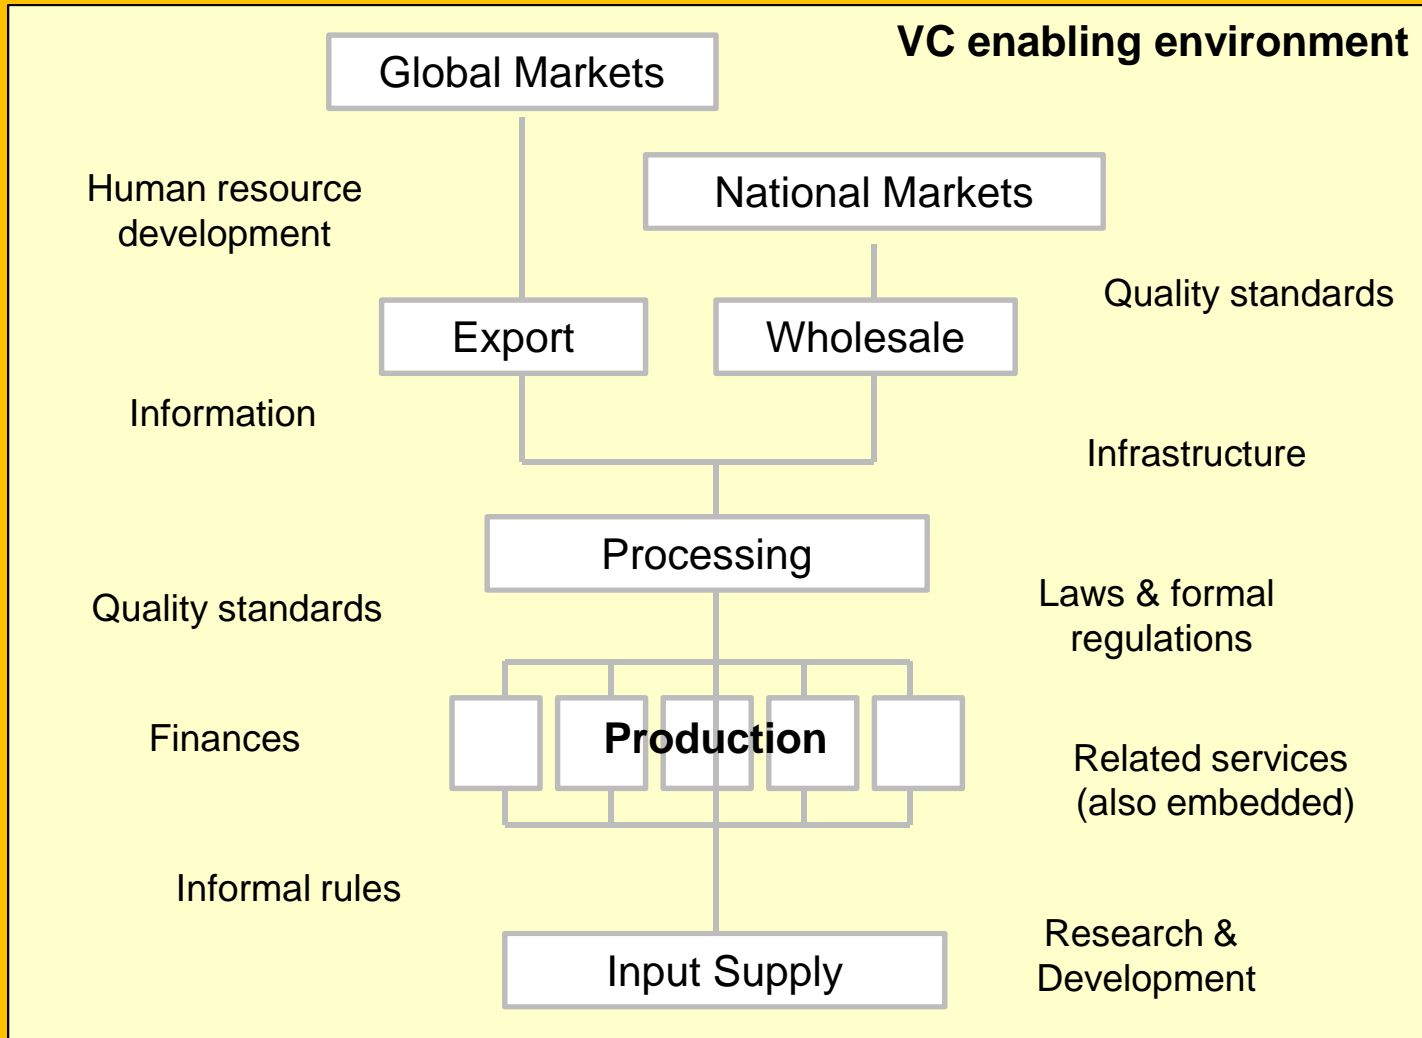 VC enabling environment
Global Markets
Human resource
development
National Markets
Quality standards
Export
Wholesale
Information
Infrastructure
Processing
Quality standards
Laws & formal
regulations
Finances
Production
Related services
(also embedded)
Informal rules
Research &
Development
Input Supply